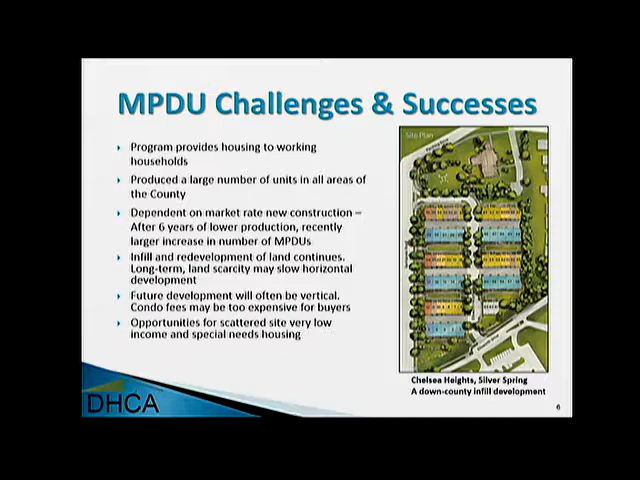 MPDU Challenges & Successes
Program provides housing to working
households
Produced a large number of units in all areas of
the County
Dependent on market rate new construction –
After 6 years of lower production, recently
larger increase in number of MPDUs
Infill and redevelopment of land continues.
Long-term, land scarcity may slow horizontal
development
Future development will often be vertical.
Condo fees may be too expensive for buyers
Opportunities for scattered site very low
income and special needs housing
Site Plan
Chelsea Heights, Silver Spring
A down-county infill development
DHCA
6